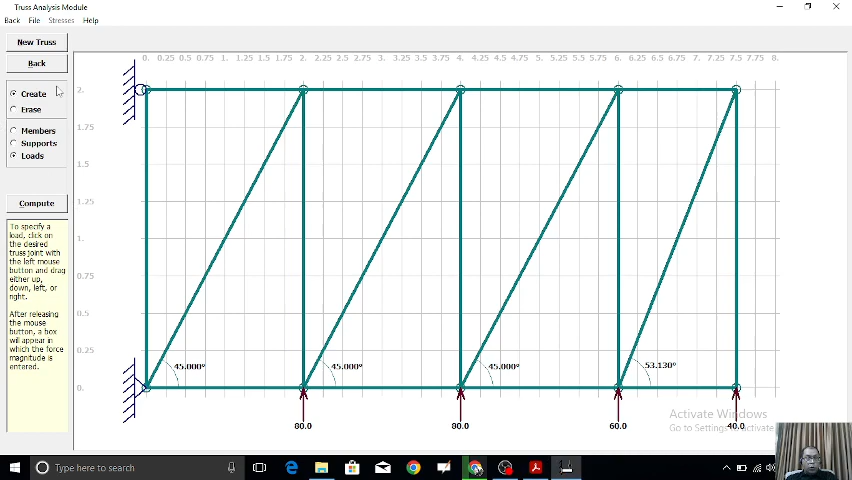 Truss Analysis Module
Back File Stresses Help
New Truss
Back
Create
Erase
Members
Supports
Loads
Compute
To specify a
load, click on
the desired
truss joint with
the left mouse
button and drag
either up,
down, left, or
right.
After releasing
the mouse
button, a box
will appear in
which the force
magnitude is
entered.
0. 0.25 0.5 0.75 1. 1.25 1.5 1.75 2. 2.25 2.5 2.75 3. 3.25 3.5 3.75 4. 4.25 4.5 4.75 5. 5.25 5.5 5.75 6. 6.25 6.5 6.75 7. 7.25 7.5 7.75 8.
2.
1.75
1.5
1.25
1.
0.75
0.5
0.25
0.
45.000° 45.000° 45.000° 53.130°
80.0 80.0 60.0 40.0
Activate Windows
Go to Settings activate
Type here to search